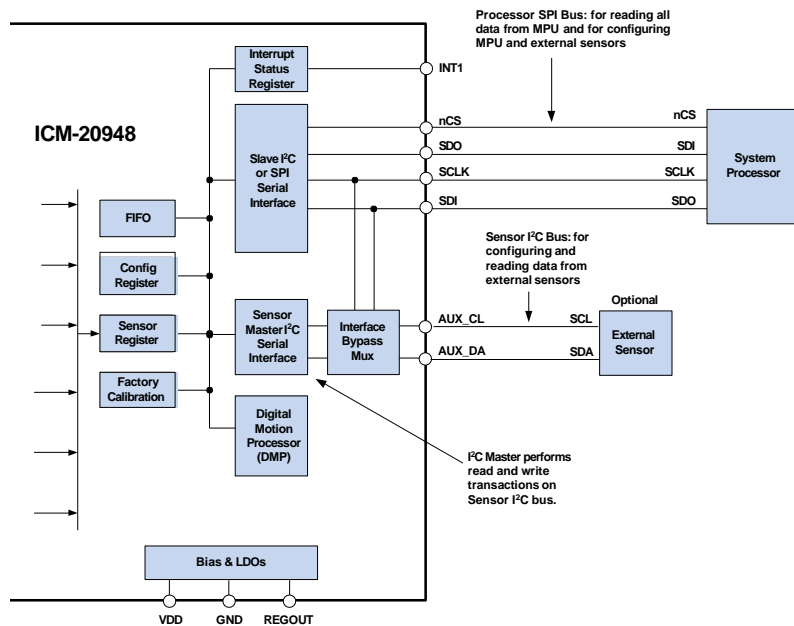 Processor SPI Bus: for reading all
data from MPU and for configuring
MPU and external sensors
Interrupt
Status
Register
INT1
ICM-20948
nCS
nCS
Slave I²C
or SPI
Serial
Interface
SDO
SDI
System
Processor
SCLK
SCLK
FIFO
SDI
SDO
Config
Register
Sensor I²C Bus: for
configuring and
reading data from
external sensors
Optional
Sensor
Register
Sensor
Master I²C
Serial
Interface
Interface
Bypass
Mux
AUX_CL
SCL
External
Sensor
AUX_DA
SDA
Factory
Calibration
Digital
Motion
Processor
(DMP)
I²C Master performs
read and write
transactions on
Sensor I²C bus.
Bias & LDOs
VDD
GND
REGOUT